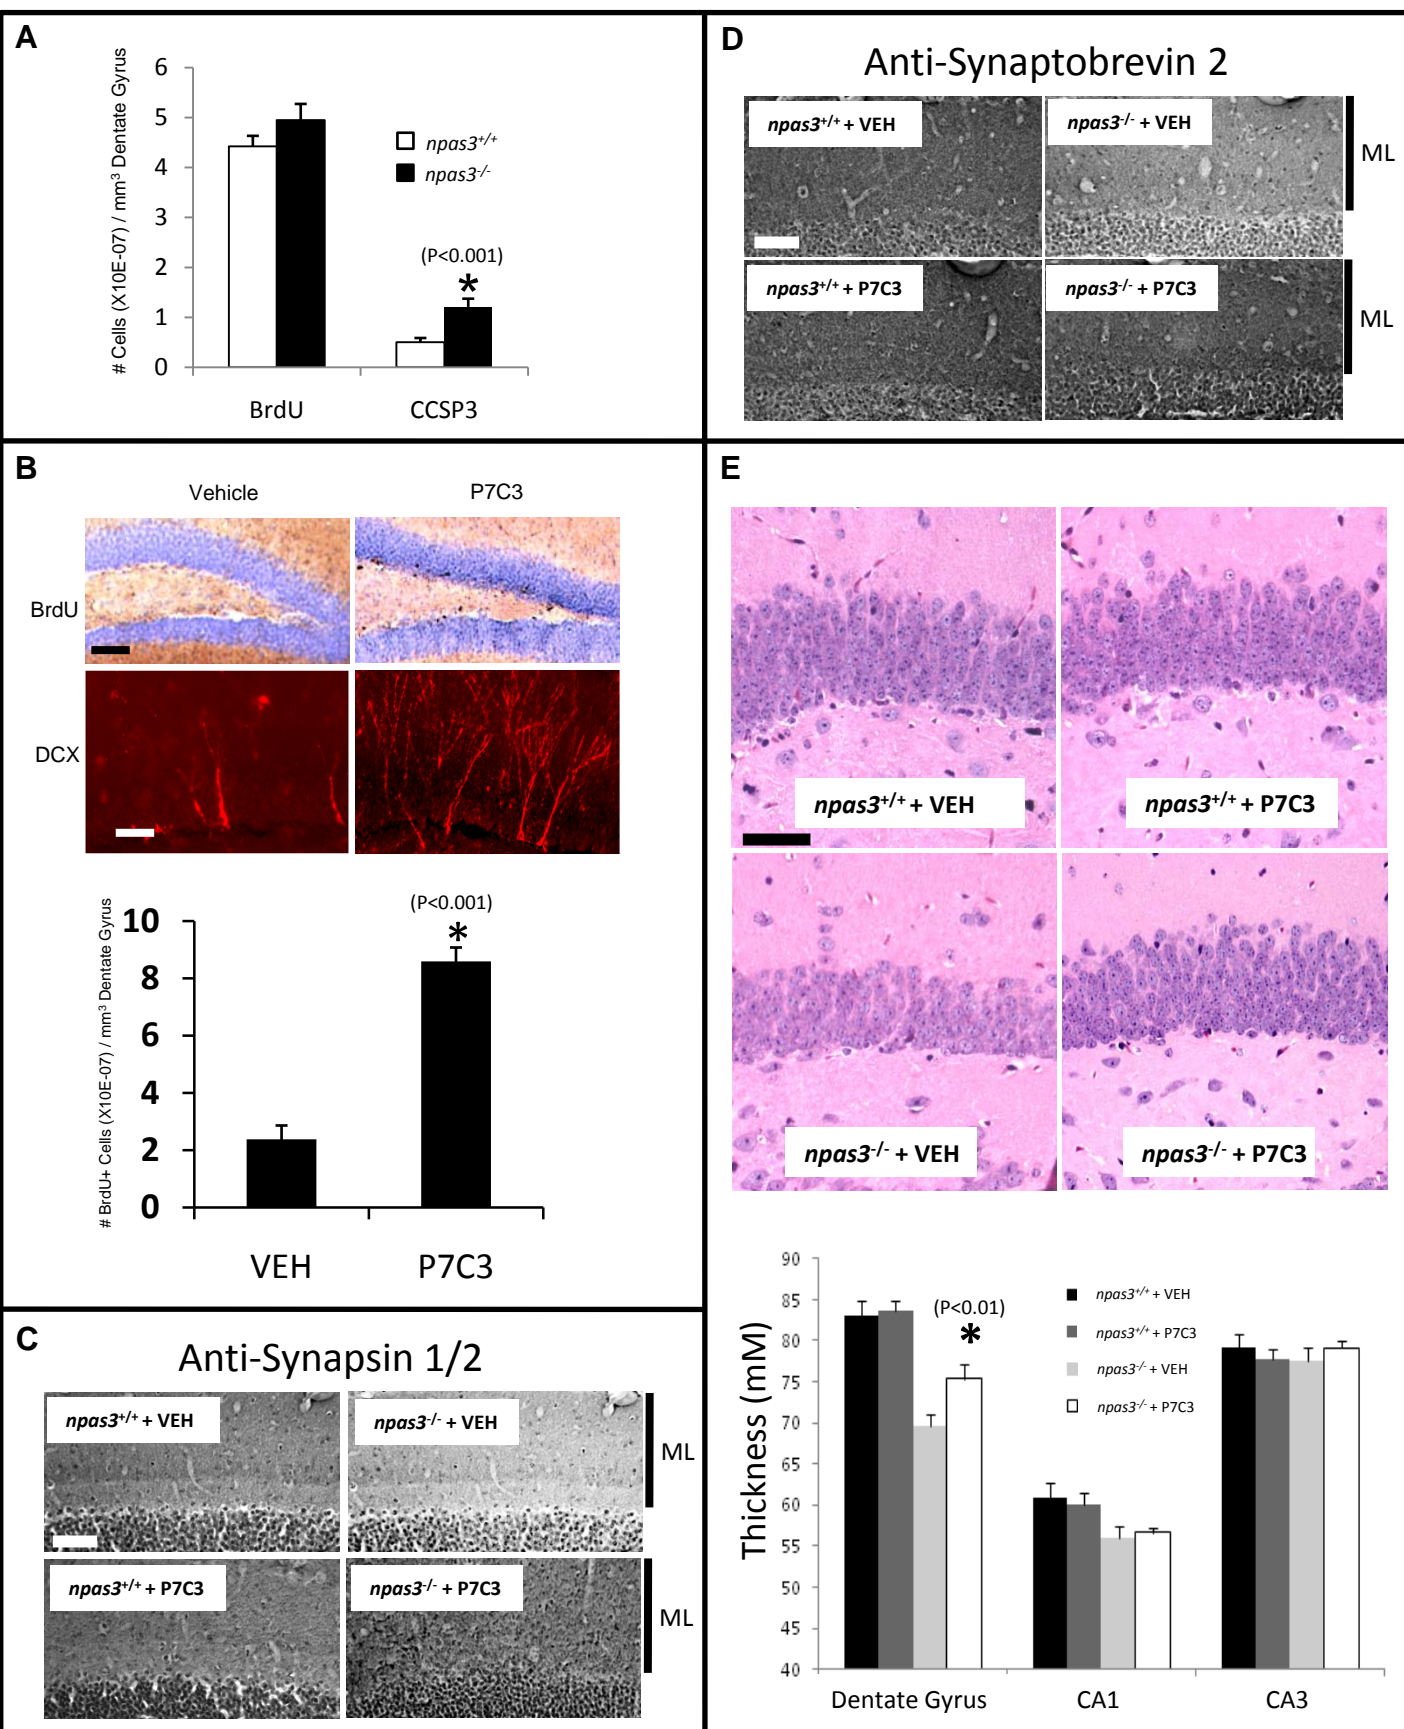 A
# Cells (X10E-07) / mm³ Dentate Gyrus
6
5
4
3
2
1
0
npas3+/+
npas3-/-
(P<0.001)
*
BrdU
CCSP3
B
Vehicle
P7C3
BrdU
DCX
# BrdU+ Cells (X10E-07) / mm³ Dentate Gyrus
10
8
6
4
2
0
(P<0.001)
*
VEH
P7C3
C
Anti-Synapsin 1/2
npas3+/+ + VEH
npas3-/- + VEH
ML
npas3+/+ + P7C3
npas3-/- + P7C3
ML
D
Anti-Synaptobrevin 2
npas3+/+ + VEH
npas3-/- + VEH
ML
npas3+/+ + P7C3
npas3-/- + P7C3
ML
E
npas3+/+ + VEH
npas3+/+ + P7C3
npas3-/- + VEH
npas3-/- + P7C3
Thickness (mM)
90
85
80
75
70
65
60
55
50
45
40
(P<0.01)
*
npas3+/+ + VEH
npas3+/+ + P7C3
npas3-/- + VEH
npas3-/- + P7C3
Dentate Gyrus
CA1
CA3